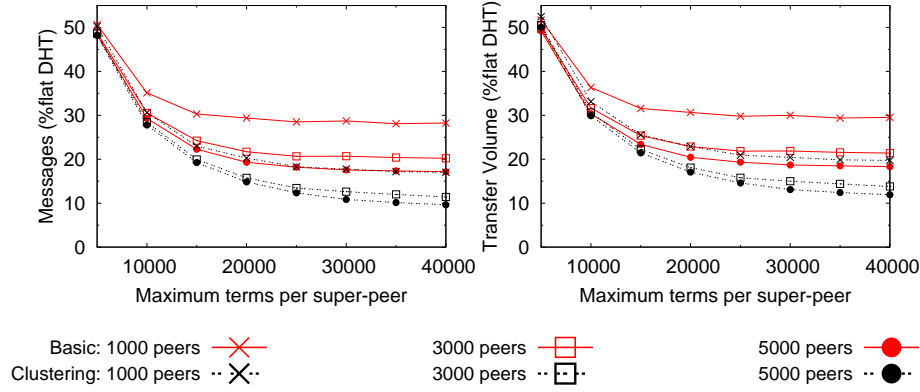 50
40
30
20
10
0
Messages (%flat DHT)
10000 20000 30000 40000
Maximum terms per super-peer
50
40
30
20
10
0
Transfer Volume (%flat DHT)
10000 20000 30000 40000
Maximum terms per super-peer
Basic: 1000 peers 3000 peers 5000 peers
Clustering: 1000 peers 3000 peers 5000 peers